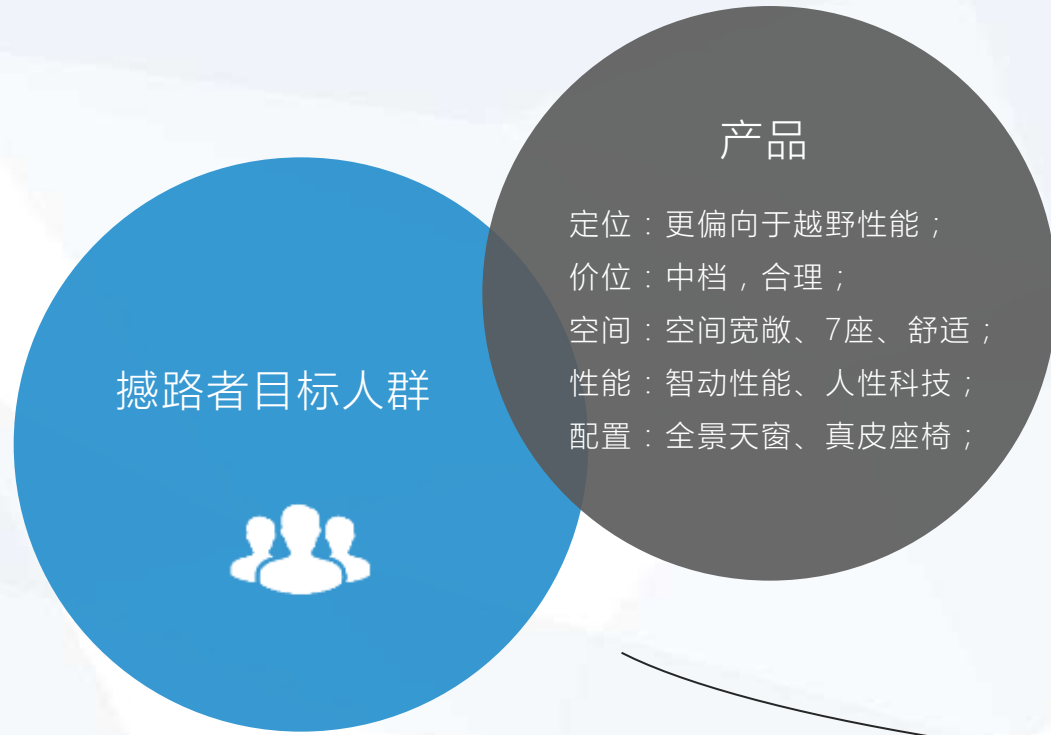 产品
定位：更偏向于越野性能；
价位：中档，合理；
空间：空间宽敞、7座、舒适；
性能：智动性能、人性科技；
配置：全景天窗、真皮座椅；
撼路者目标人群